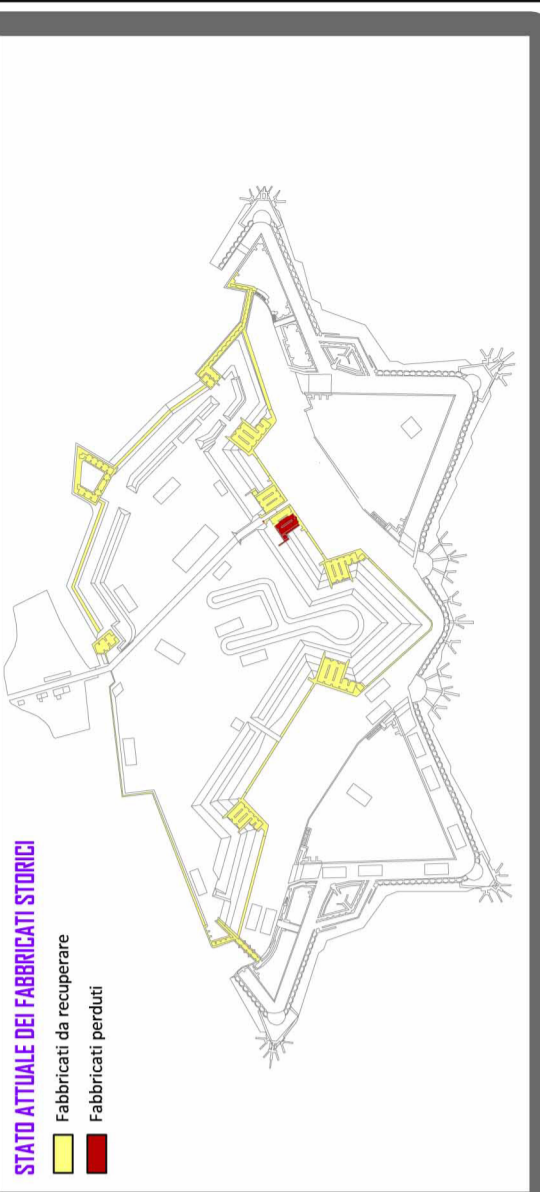 STATO ATTUALE DEI FABBRICATI STORICI
Fabbricati da recuperare
Fabbricati perduti